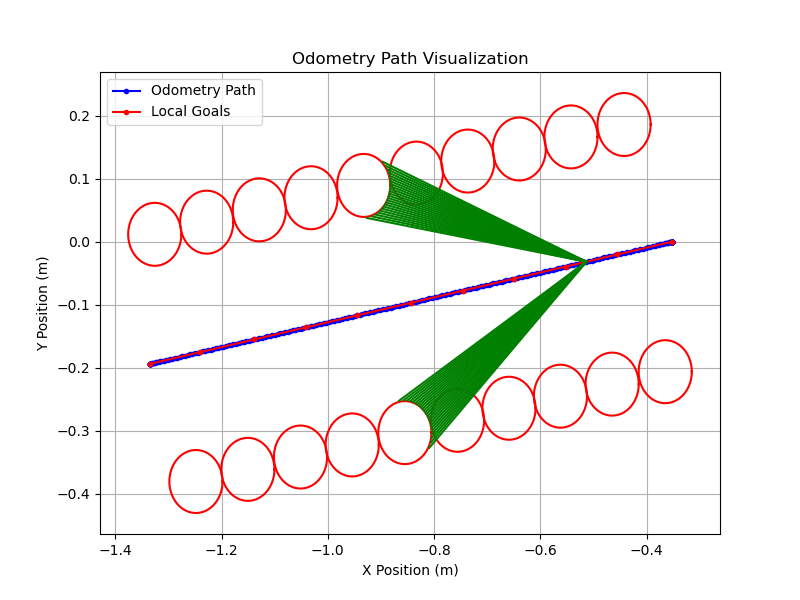 Odometry Path Visualization
Odometry Path
Local Goals
Y Position (m)
0.2
0.1
0.0
−0.1
−0.2
−0.3
−0.4
−1.4 −1.2 −1.0 −0.8 −0.6 −0.4
X Position (m)